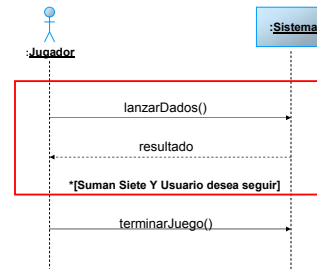 :Jugador
:Sistema
lanzarDados()
resultado
*[Suman Siete Y Usuario desea seguir]
terminarJuego()